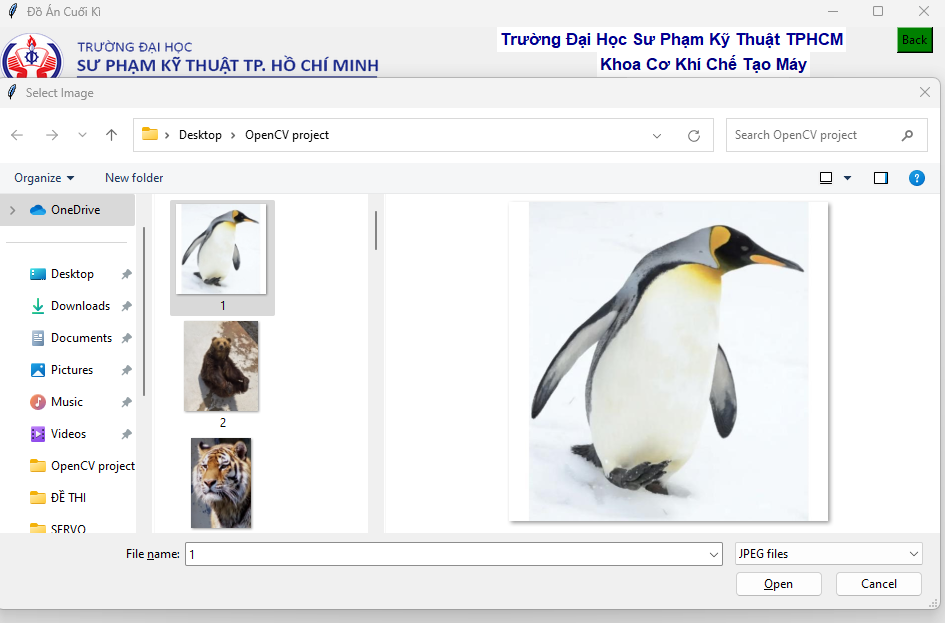 Đồ Án Cuối Kì
TRƯỜNG ĐẠI HỌC
SƯ PHẠM KỸ THUẬT TP. HỒ CHÍ MINH
Trường Đại Học Sư Phạm Kỹ Thuật TPHCM
Khoa Cơ Khí Chế Tạo Máy
Back
Select Image
Desktop
OpenCV project
Search OpenCV project
Organize
New folder
?
OneDrive
Desktop
Downloads
Documents
Pictures
Music
Videos
OpenCV project
ĐỀ THI
SERVO
1
2
File name:
1
JPEG files
Open
Cancel